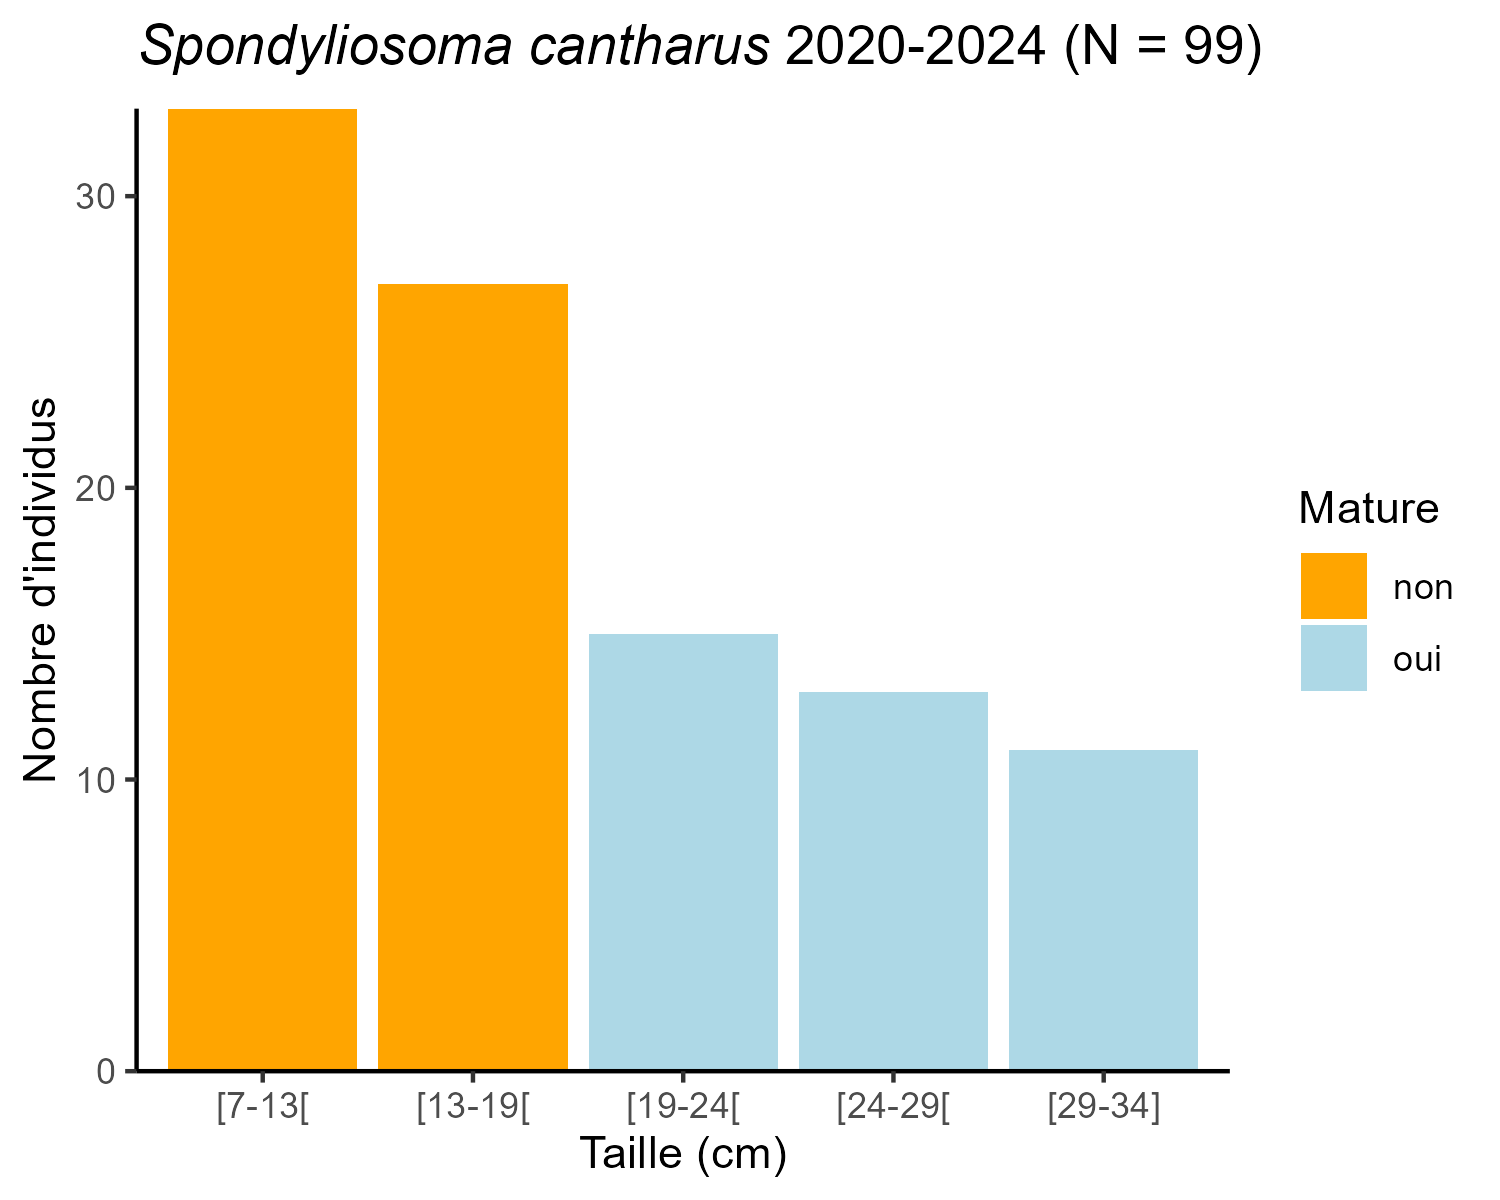 Spondyliosoma cantharus 2020-2024 (N = 99)
Nombre d'individus
30
20
10
0
[7-13[
[13-19[
[19-24[
[24-29[
[29-34]
Taille (cm)
Mature
non
oui